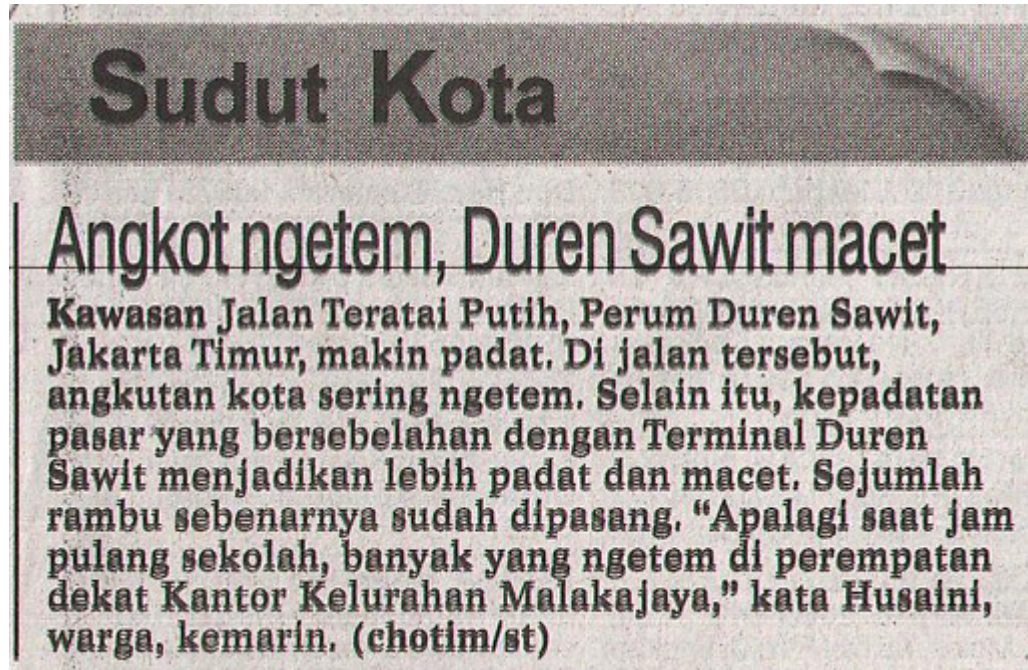 Sudut Kota
Angkot ngetem, Duren Sawit macet
Kawasan Jalan Teratai Putih, Perum Duren Sawit,
Jakarta Timur, makin padat. Di jalan tersebut,
angkutan kota sering ngetem. Selain itu, kepadatan
pasar yang bersebelahan dengan Terminal Duren
Sawit menjadikan lebih padat dan macet. Sejumlah
rambu sebenarnya sudah dipasang. “Apalagi saat jam
pulang sekolah, banyak yang ngetem di perempatan
dekat Kantor Kelurahan Malakajaya,” kata Husaini,
warga, kemarin. (chotim/st)